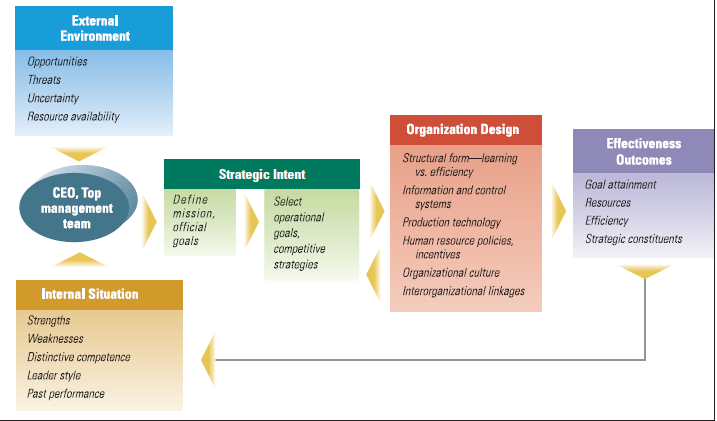 External
Environment
Opportunities
Threats
Uncertainty
Resource availability
CEO, Top
management
team
Internal Situation
Strengths
Weaknesses
Distinctive competence
Leader style
Past performance
Strategic Intent
Define
mission,
official
goals
Select
operational
goals,
competitive
strategies
Organization Design
Structural form—learning
vs. efficiency
Information and control
systems
Production technology
Human resource policies,
incentives
Organizational culture
Interorganizational linkages
Effectiveness
Outcomes
Goal attainment
Resources
Efficiency
Strategic constituents